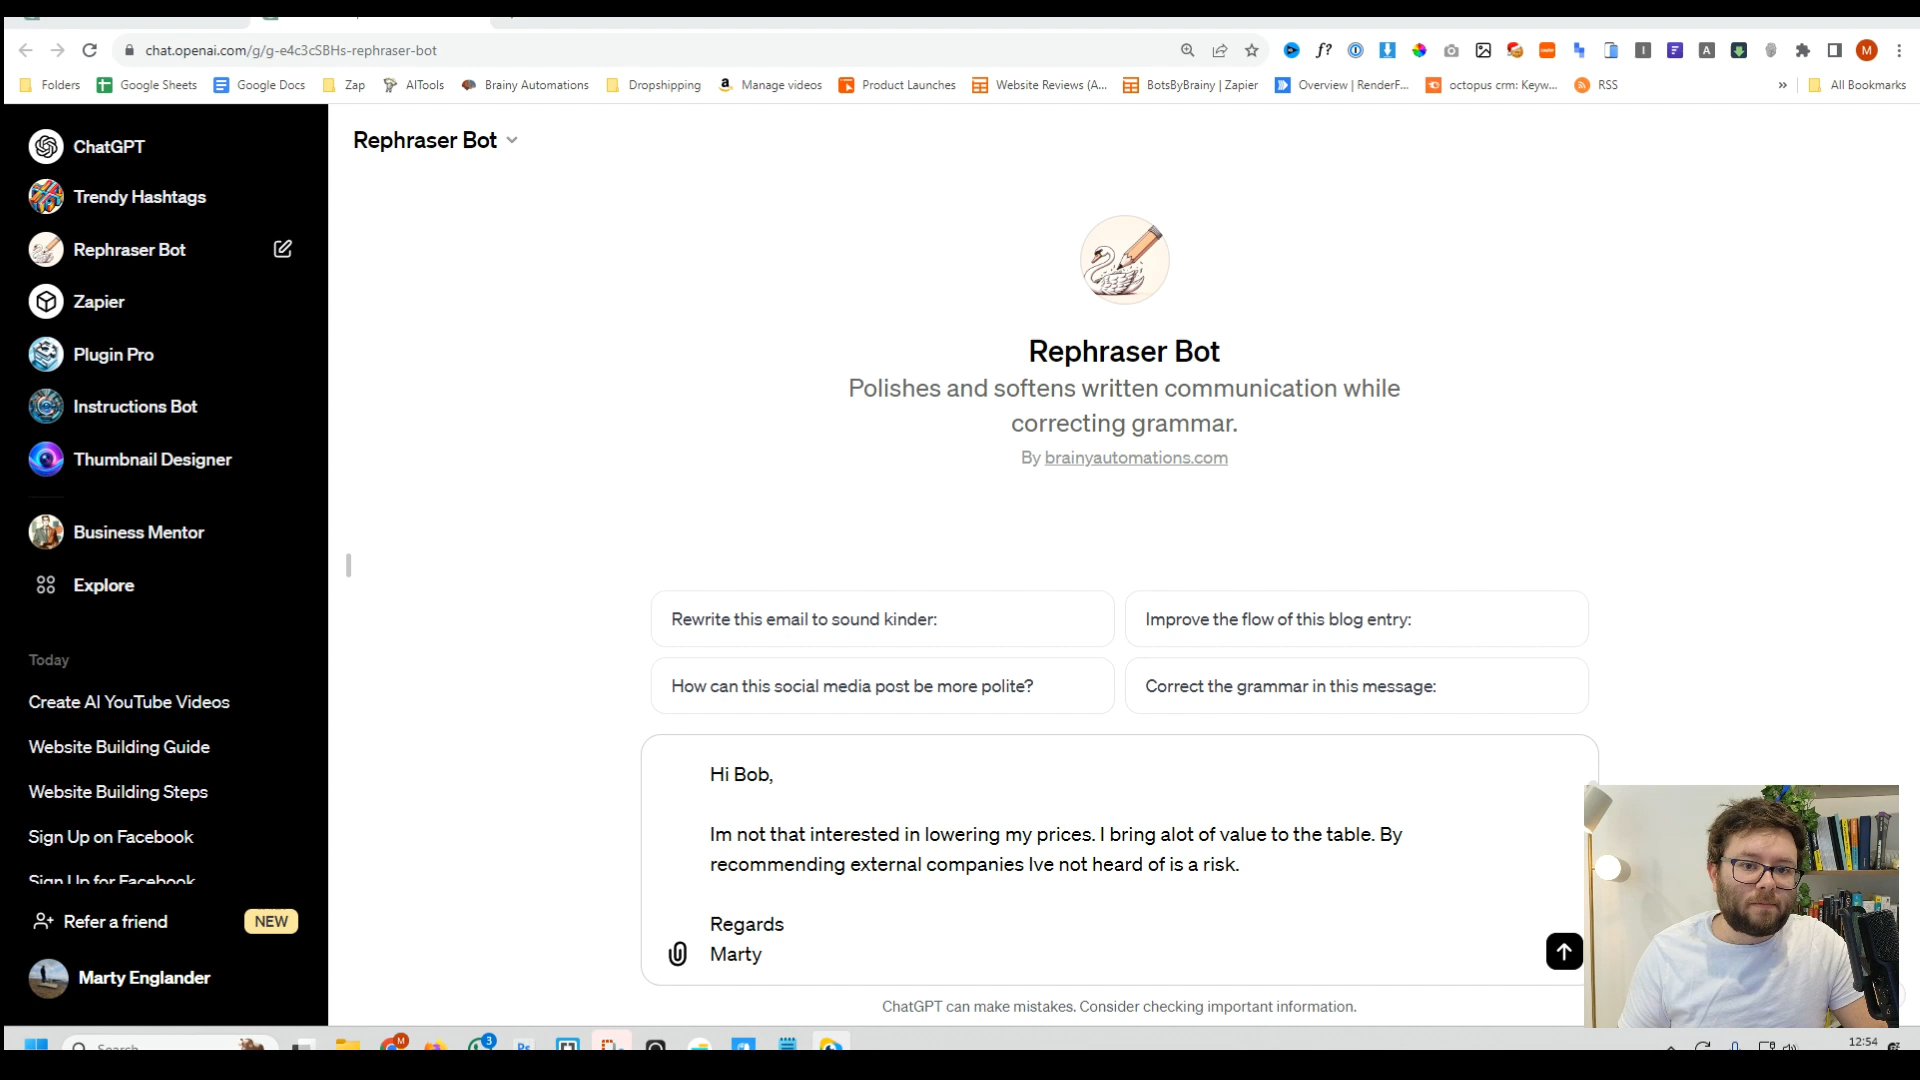 chat.openai.com/g/g-e4c3cSBHs-rephraser-bot
Folders
Google Sheets
Google Docs
Zap
AITools
Brainy Automations
Dropshipping
Manage videos
Product Launches
Website Reviews (A...
BotsByBrainy | Zapier
Overview | RenderF...
octopus crm: Keyw...
RSS
»
All Bookmarks
ChatGPT
Trendy Hashtags
Rephraser Bot
Zapier
Plugin Pro
Instructions Bot
Thumbnail Designer
Business Mentor
Explore
Today
Create AI YouTube Videos
Website Building Guide
Website Building Steps
Sign Up on Facebook
Sign Up for Facebook
Refer a friend
NEW
Marty Englander
Rephraser Bot
Rephraser Bot
Polishes and softens written communication while
correcting grammar.
By brainyautomations.com
Rewrite this email to sound kinder:
Improve the flow of this blog entry:
How can this social media post be more polite?
Correct the grammar in this message:
Hi Bob,
Im not that interested in lowering my prices. I bring alot of value to the table. By
recommending external companies Ive not heard of is a risk.
Regards
Marty
ChatGPT can make mistakes. Consider checking important information.
Search
12:54